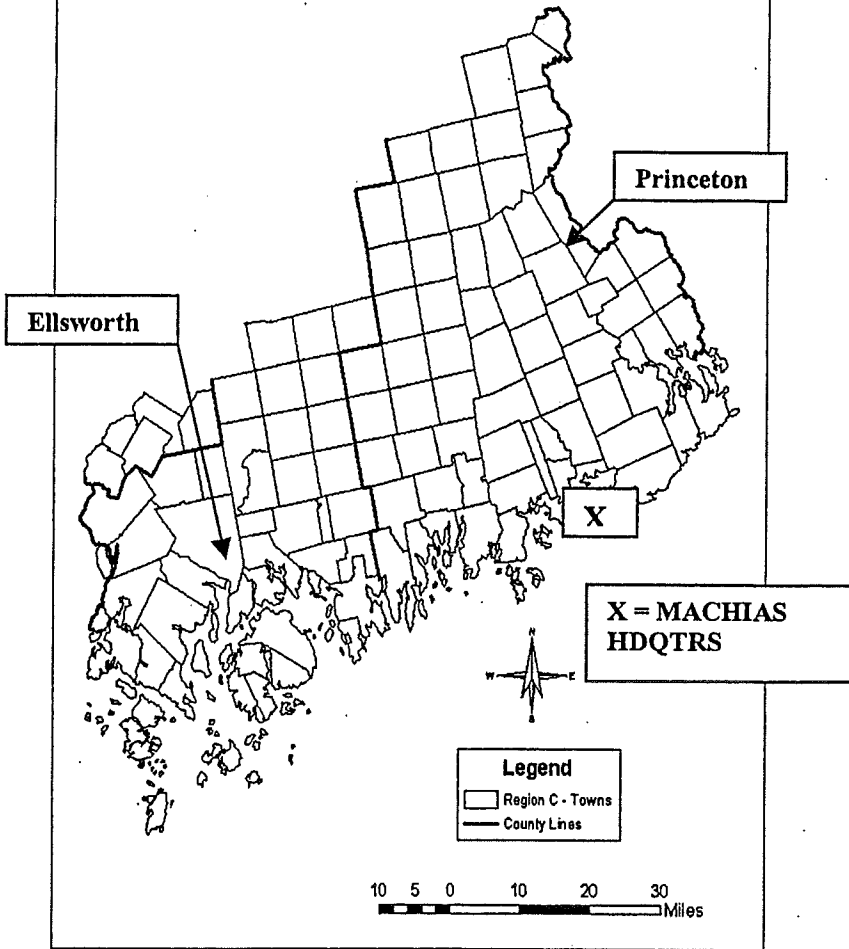 Princeton
Ellsworth
X
X = MACHIAS
HDQTRS
N
W E
S
Legend
Region C - Towns
County Lines
10 5 0 10 20 30
Miles